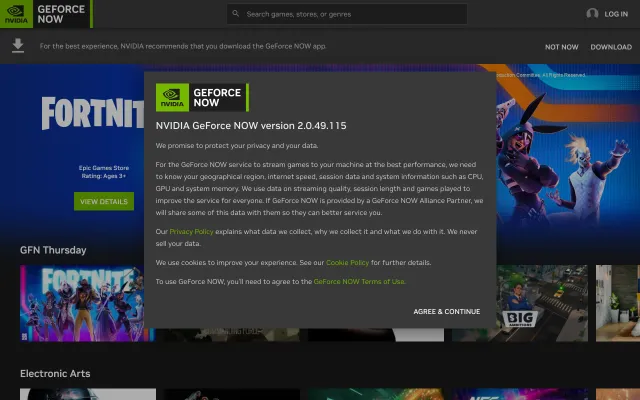 NVIDIA
GEFORCE
NOW
Search games, stores, or genres
LOG IN
For the best experience, NVIDIA recommends that you download the GeForce NOW app.
NOT NOW
DOWNLOAD
FORTNIT
Epic Games Store
Rating: Ages 3+
VIEW DETAILS
NVIDIA
GEFORCE
NOW
NVIDIA GeForce NOW version 2.0.49.115
We promise to protect your privacy and your data.
For the GeForce NOW service to stream games to your machine at the best performance, we need
to know your geographical region, internet speed, session data and system information such as CPU,
GPU and system memory. We use data on streaming quality, session length and games played to
improve the service for everyone. If GeForce NOW is provided by a GeForce NOW Alliance Partner, we
will share some of this data with them so they can better service you.
Our Privacy Policy explains what data we collect, why we collect it and what we do with it. We never
sell your data.
We use cookies to improve your experience. See our Cookie Policy for further details.
To use GeForce NOW, you'll need to agree to the GeForce NOW Terms of Use.
AGREE & CONTINUE
Committee. All Rights Reserved.
GFN Thursday
FORTNITE
BIG
AMBITIONS
Electronic Arts